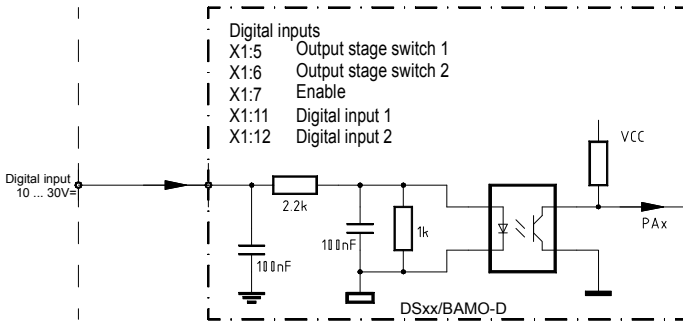 Digital inputs
X1:5 Output stage switch 1
X1:6 Output stage switch 2
X1:7 Enable
X1:11 Digital input 1
X1:12 Digital input 2
VCC
Digital input
10 ... 30V=
2.2k
PAx
100nF
1k
100nF
DSxx/BAMO-D